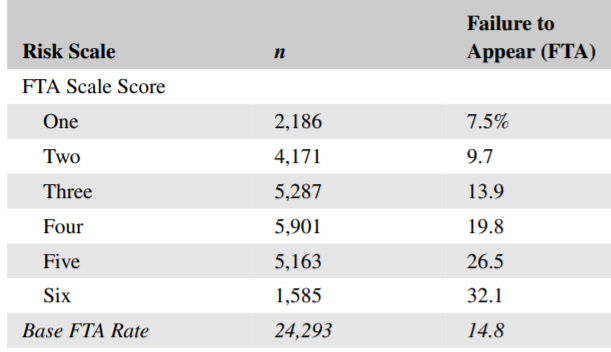 Risk Scale n Failure to Appear (FTA)
FTA Scale Score
One 2,186 7.5%
Two 4,171 9.7
Three 5,287 13.9
Four 5,901 19.8
Five 5,163 26.5
Six 1,585 32.1
Base FTA Rate 24,293 14.8